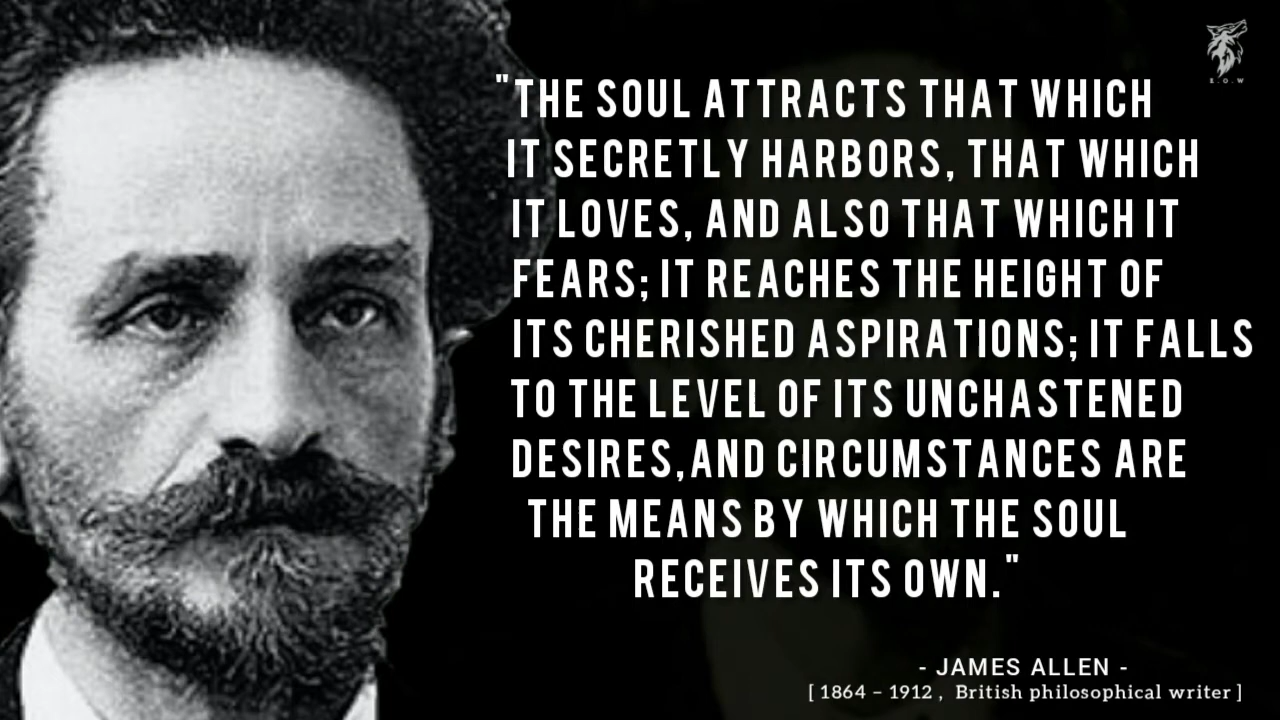 Z.O.W
"THE SOUL ATTRACTS THAT WHICH
IT SECRETLY HARBORS, THAT WHICH
IT LOVES, AND ALSO THAT WHICH IT
FEARS; IT REACHES THE HEIGHT OF
ITS CHERISHED ASPIRATIONS; IT FALLS
TO THE LEVEL OF ITS UNCHASTENED
DESIRES,AND CIRCUMSTANCES ARE
THE MEANS BY WHICH THE SOUL
RECEIVES ITS OWN."
- JAMES ALLEN -
[ 1864 – 1912 , British philosophical writer ]